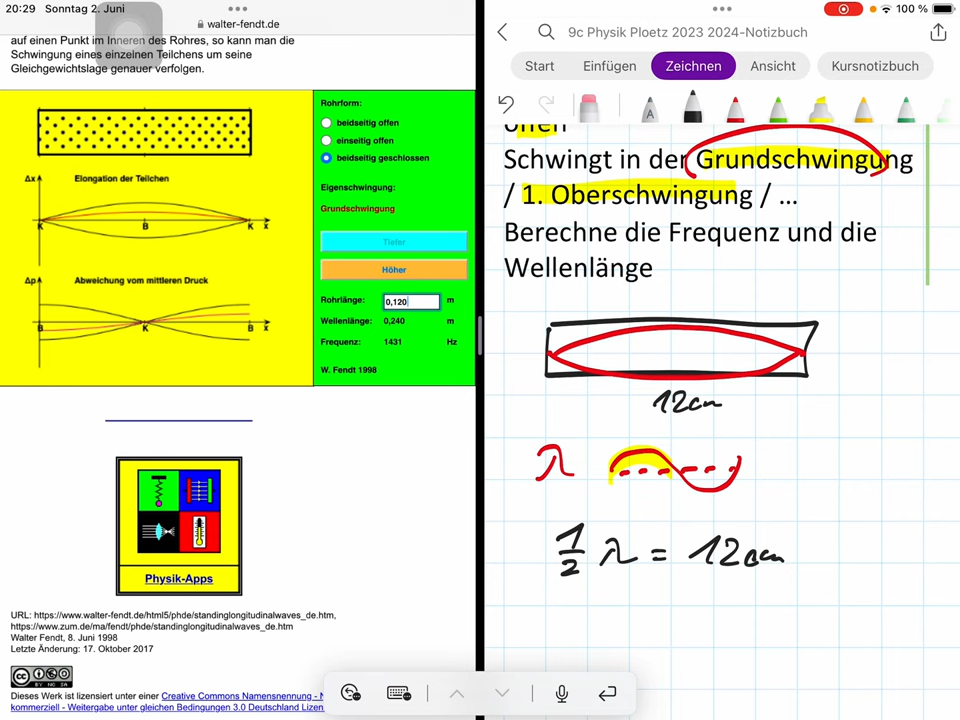 20:29 Sonntag 2. Juni
100 %
walter-fendt.de
auf einen Punkt im Inneren des Rohres, so kann man die
Schwingung eines einzelnen Teilchens um seine
Gleichgewichtslage genauer verfolgen.
Δx
Elongation der Teilchen
K
B
K
x
Δp
Abweichung vom mittleren Druck
B
K
B
x
Rohrform:
beidseitig offen
einseitig offen
beidseitig geschlossen
Eigenschwingung:
Grundschwingung
Tiefer
Höher
Rohrlänge: 0,120 m
Wellenlänge: 0,240 m
Frequenz: 1431 Hz
W. Fendt 1998
Physik-Apps
URL: https://www.walter-fendt.de/html5/phde/standinglongitudinalwaves_de.htm,
https://www.zum.de/ma/fendt/phde/standinglongitudinalwaves_de.htm
Walter Fendt, 8. Juni 1998
Letzte Änderung: 17. Oktober 2017
cc BY NC SA
Dieses Werk ist lizensiert unter einer Creative Commons Namensnennung - N
kommerziell - Weitergabe unter gleichen Bedingungen 3.0 Deutschland Lizen
9c Physik Ploetz 2023 2024-Notizbuch
Start Einfügen Zeichnen Ansicht Kursnotizbuch
A
offen
Schwingt in der Grundschwingung
/ 1. Oberschwingung / ...
Berechne die Frequenz und die
Wellenlänge
12cm
λ
1/2 λ = 12cm